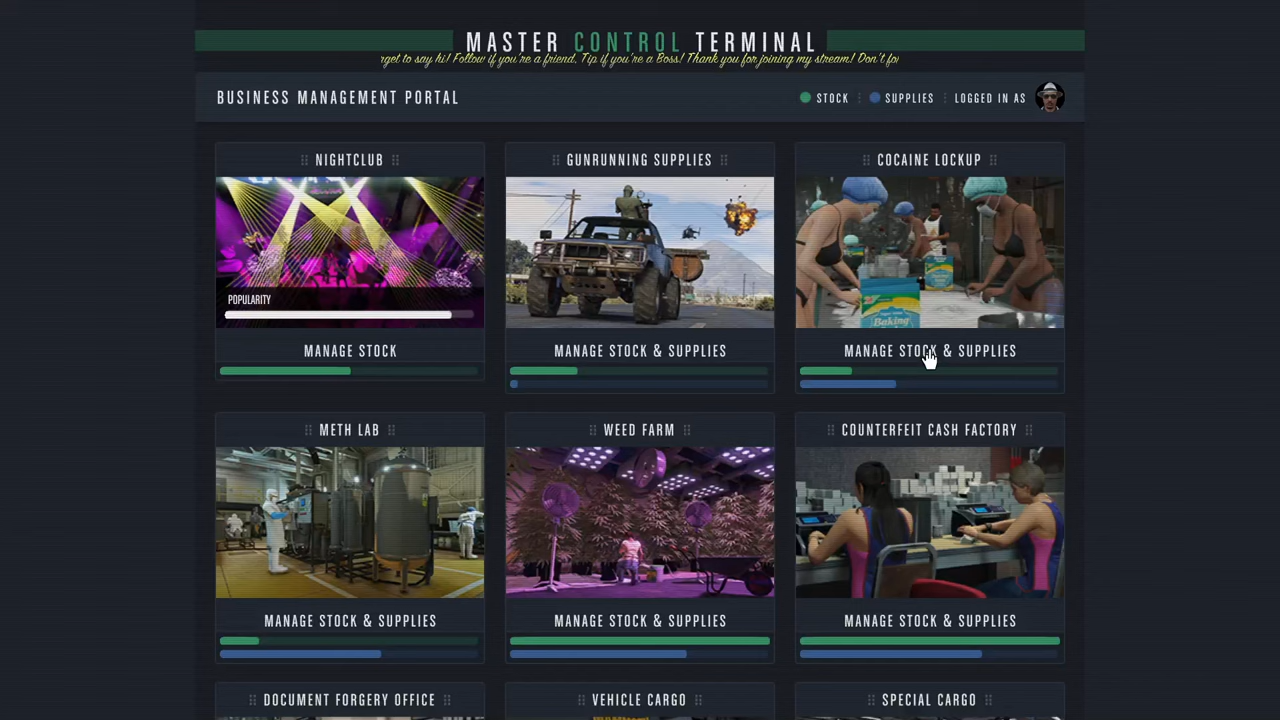 MASTER CONTROL TERMINAL
rget to say hi! Follow if you're a friend, Tip if you're a Boss! Thank you for joining my stream! Don't fo
BUSINESS MANAGEMENT PORTAL
STOCK SUPPLIES LOGGED IN AS
NIGHTCLUB
GUNRUNNING SUPPLIES
COCAINE LOCKUP
POPULARITY
Baking
MANAGE STOCK
MANAGE STOCK & SUPPLIES
MANAGE STOCK & SUPPLIES
METH LAB
WEED FARM
COUNTERFEIT CASH FACTORY
MANAGE STOCK & SUPPLIES
MANAGE STOCK & SUPPLIES
MANAGE STOCK & SUPPLIES
DOCUMENT FORGERY OFFICE
VEHICLE CARGO
SPECIAL CARGO